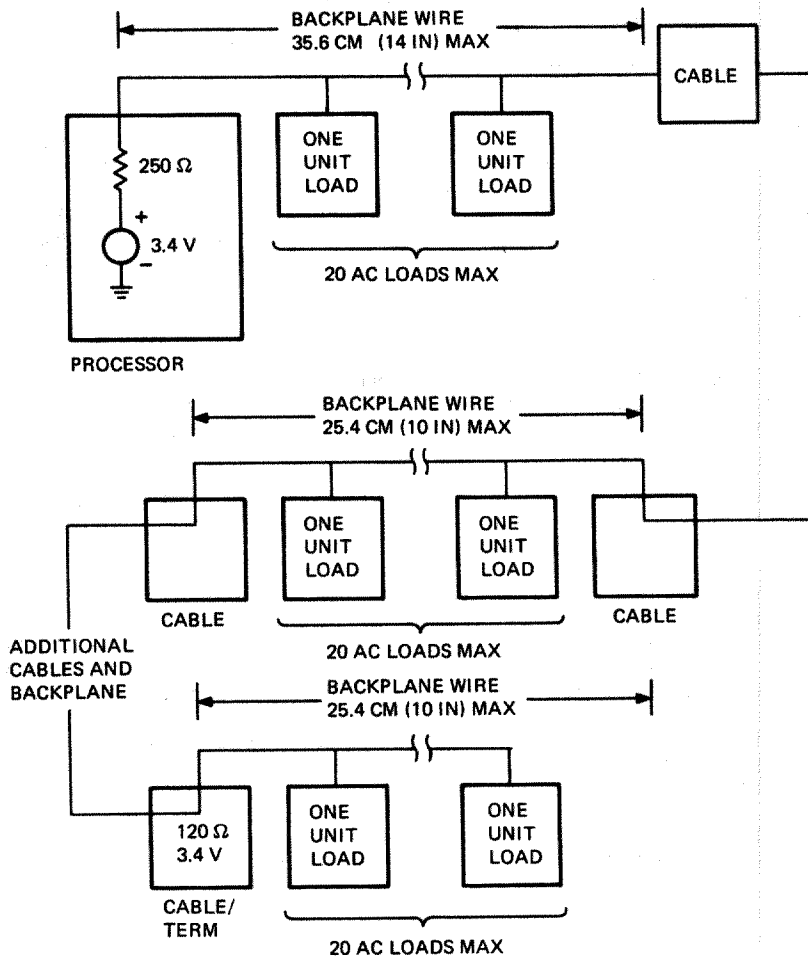 BACKPLANE WIRE
35.6 CM (14 IN) MAX
CABLE
ONE
UNIT
LOAD
ONE
UNIT
LOAD
250 Ω
+
3.4 V
−
20 AC LOADS MAX
PROCESSOR
BACKPLANE WIRE
25.4 CM (10 IN) MAX
ONE
UNIT
LOAD
ONE
UNIT
LOAD
CABLE
CABLE
20 AC LOADS MAX
ADDITIONAL
CABLES AND
BACKPLANE
BACKPLANE WIRE
25.4 CM (10 IN) MAX
120 Ω
3.4 V
ONE
UNIT
LOAD
ONE
UNIT
LOAD
CABLE/
TERM
20 AC LOADS MAX